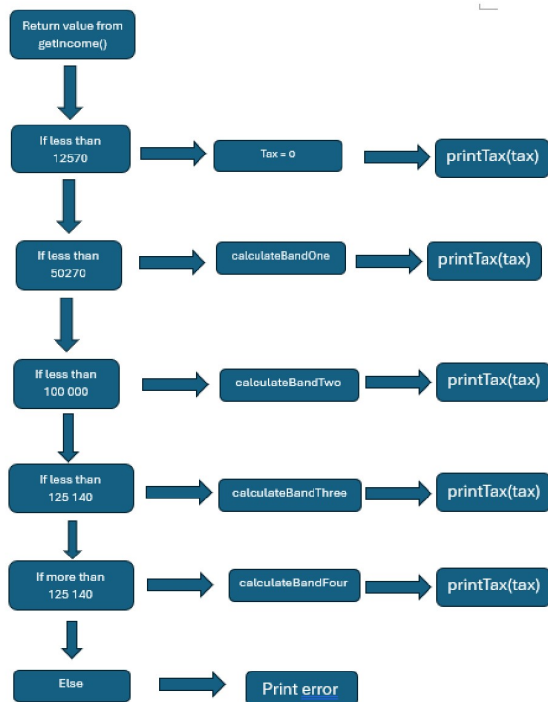 Return value from
getIncome()
If less than
12570
Tax = 0
printTax(tax)
If less than
50270
calculateBandOne
printTax(tax)
If less than
100 000
calculateBandTwo
printTax(tax)
If less than
125 140
calculateBandThree
printTax(tax)
If more than
125 140
calculateBandFour
printTax(tax)
Else
Print error